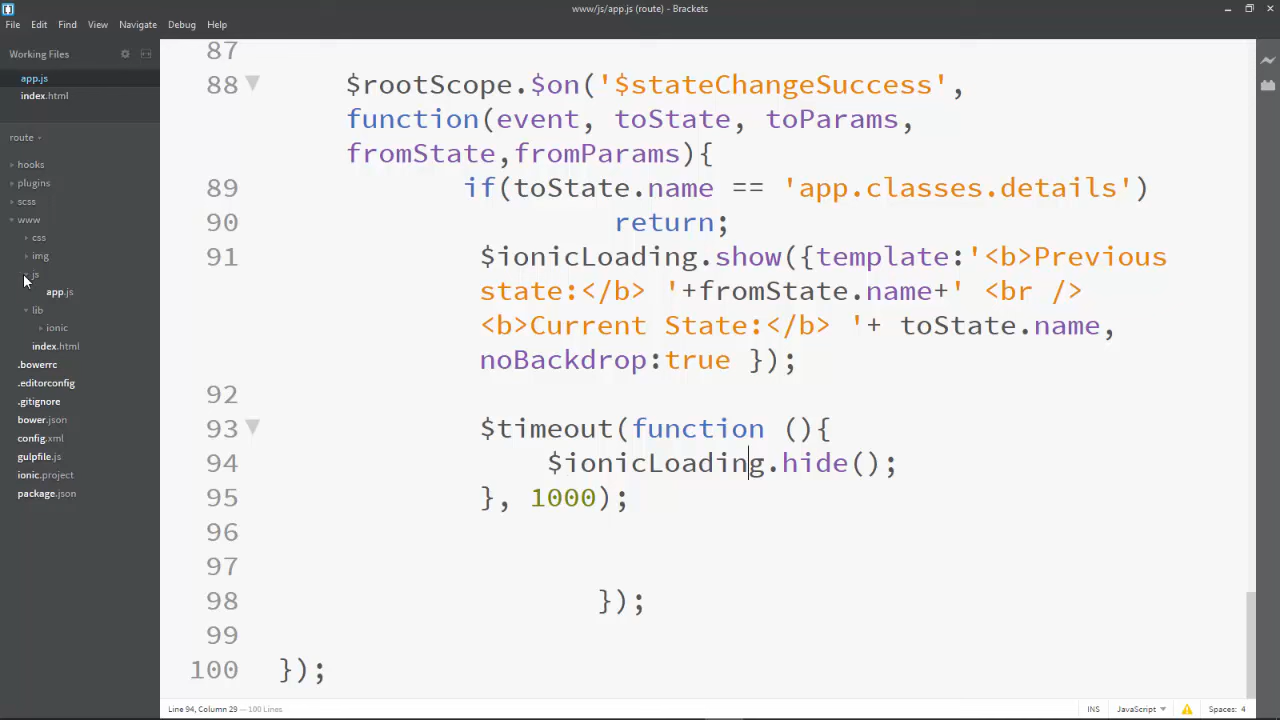 www/js/app.js (route) - Brackets
File Edit Find View Navigate Debug Help
Working Files
app.js
index.html
route
hooks
plugins
scss
www
css
img
js
app.js
lib
ionic
index.html
.bowerrc
.editorconfig
.gitignore
bower.json
config.xml
gulpfile.js
ionic.project
package.json
87
88 $rootScope.$on('$stateChangeSuccess',
function(event, toState, toParams,
fromState,fromParams){
89 if(toState.name == 'app.classes.details')
90 return;
91 $ionicLoading.show({template:'<b>Previous
state:</b> '+fromState.name+' <br />
<b>Current State:</b> '+ toState.name,
noBackdrop:true });
92
93 $timeout(function (){
94 $ionicLoading.hide();
95 }, 1000);
96
97
98 });
99
100 });
Line 94, Column 29 — 100 Lines
INS JavaScript Spaces: 4